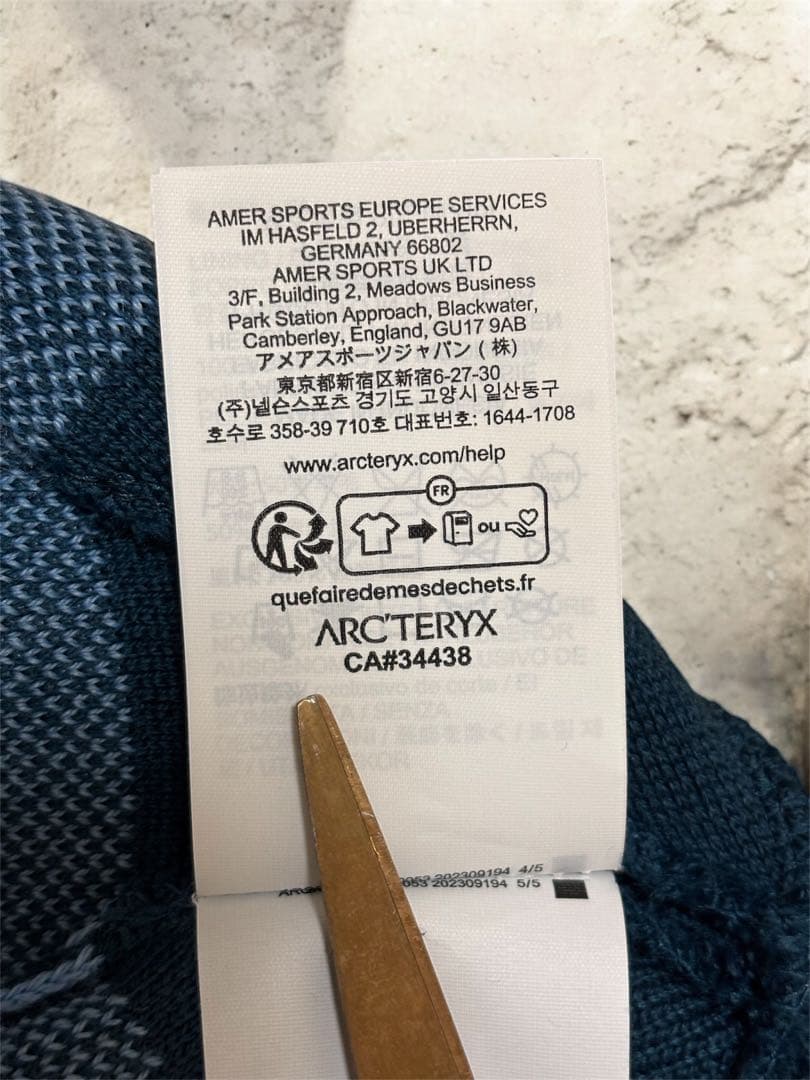 AMER SPORTS EUROPE SERVICES
IM HASFELD 2, UBERHERRN,
GERMANY 66802
AMER SPORTS UK LTD
3/F, Building 2, Meadows Business
Park Station Approach, Blackwater,
Camberley, England, GU17 9AB
アメアスポーツジャパン (株)
東京都新宿区新宿6-27-30
(주)넬슨스포츠 경기도 고양시 일산동구
호수로 358-39 710호 대표번호: 1644-1708
www.arcteryx.com/help
FR
ou
quefairedemesdechets.fr
ARC'TERYX
CA#34438
202309194 4/5
053 202309194 5/5